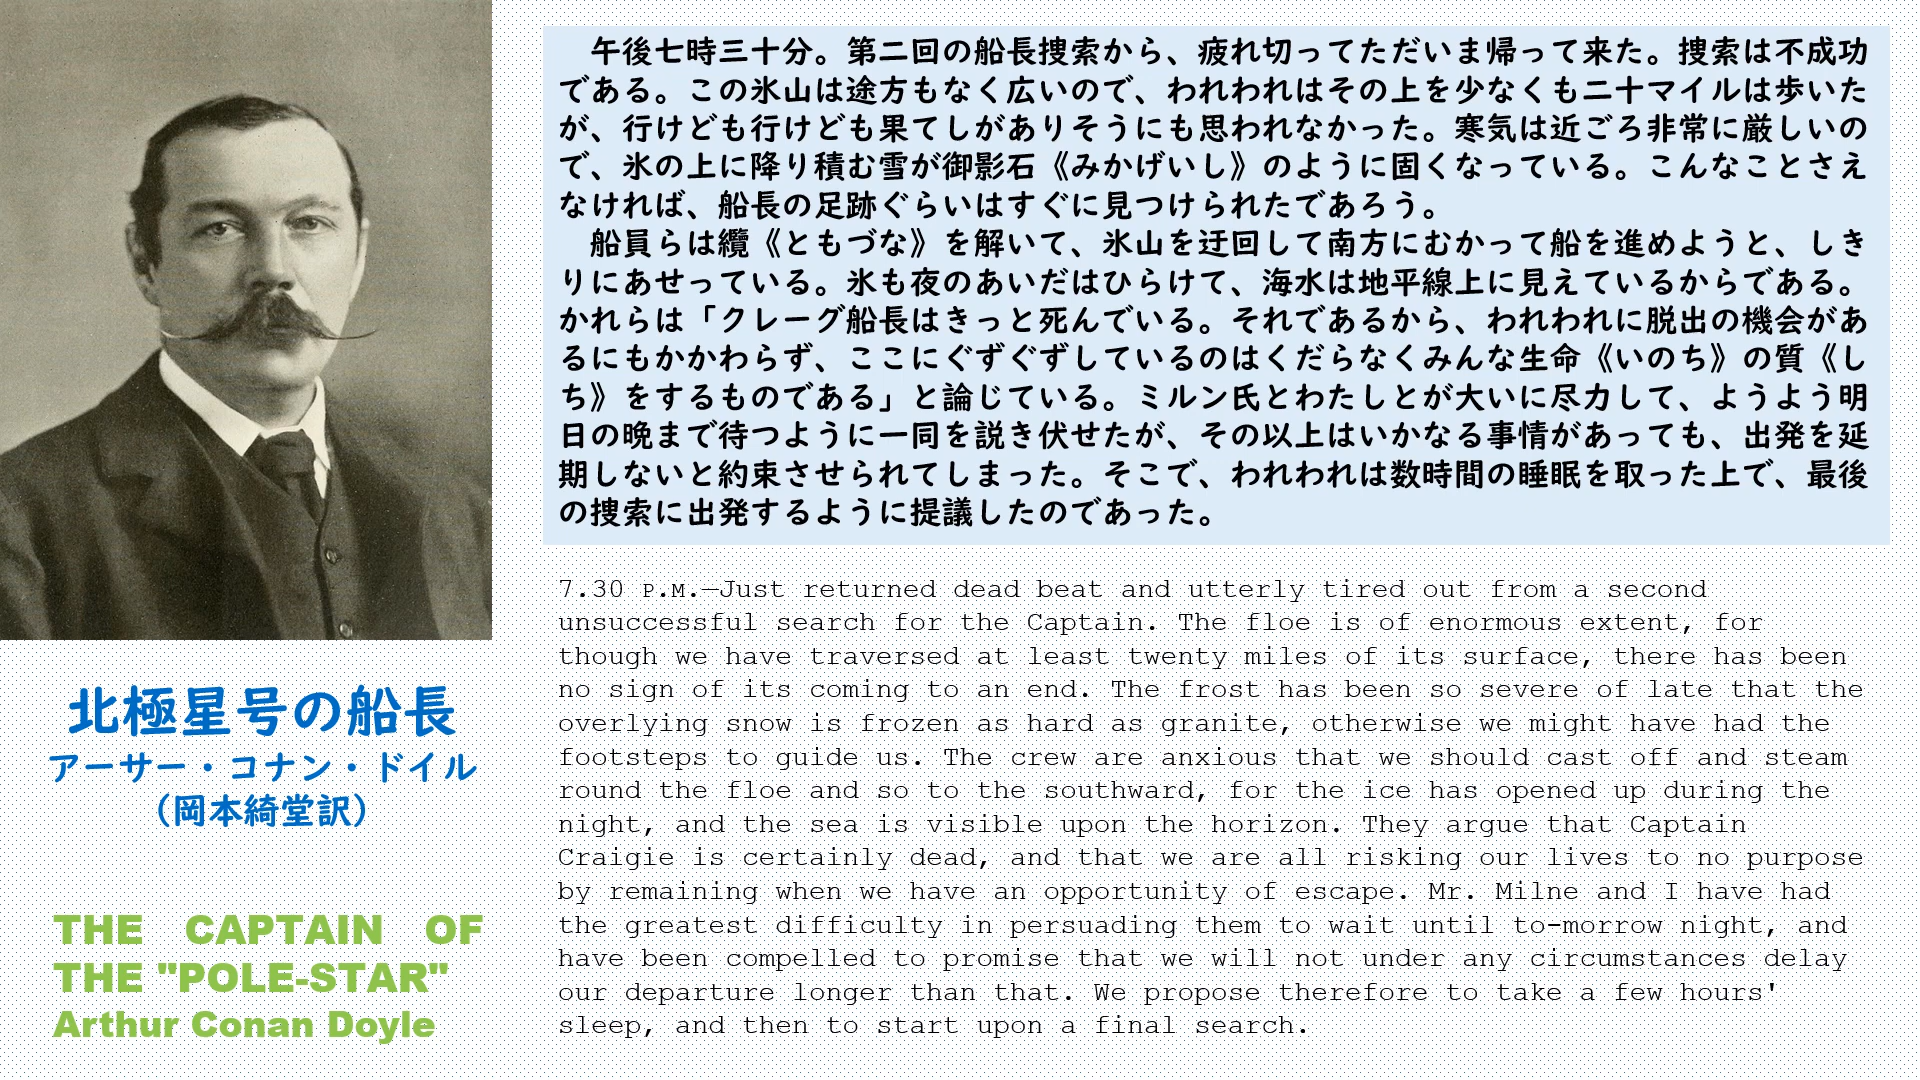 午後七時三十分。第二回の船長捜索から、疲れ切ってただいま帰って来た。捜索は不成功
である。この氷山は途方もなく広いので、われわれはその上を少なくも二十マイルは歩いた
が、行けども行けども果てしがありそうにも思われなかった。寒気は近ごろ非常に厳しいの
で、氷の上に降り積む雪が御影石《みかげいし》のように固くなっている。こんなことさえ
なければ、船長の足跡ぐらいはすぐに見つけられたであろう。
船員らは纜《ともづな》を解いて、氷山を迂回して南方にむかって船を進めようと、しき
りにあせっている。氷も夜のあいだはひらけて、海水は地平線上に見えているからである。
かれらは「クレーグ船長はきっと死んでいる。それであるから、われわれに脱出の機会があ
るにもかかわらず、ここにぐずぐずしているのはくだらなくみんな生命《いのち》の質《し
ち》をするものである」と論じている。ミルン氏とわたしとが大いに尽力して、ようよう明
日の晩まで待つように一同を説き伏せたが、その以上はいかなる事情があっても、出発を延
期しないと約束させられてしまった。そこで、われわれは数時間の睡眠を取った上で、最後
の捜索に出発するように提議したのであった。
7.30 P.M.—Just returned dead beat and utterly tired out from a second
unsuccessful search for the Captain. The floe is of enormous extent, for
though we have traversed at least twenty miles of its surface, there has been
no sign of its coming to an end. The frost has been so severe of late that the
overlying snow is frozen as hard as granite, otherwise we might have had the
footsteps to guide us. The crew are anxious that we should cast off and steam
round the floe and so to the southward, for the ice has opened up during the
night, and the sea is visible upon the horizon. They argue that Captain
Craigie is certainly dead, and that we are all risking our lives to no purpose
by remaining when we have an opportunity of escape. Mr. Milne and I have had
the greatest difficulty in persuading them to wait until to-morrow night, and
have been compelled to promise that we will not under any circumstances delay
our departure longer than that. We propose therefore to take a few hours'
sleep, and then to start upon a final search.
北極星号の船長
アーサー・コナン・ドイル
（岡本綺堂訳）
THE CAPTAIN OF
THE "POLE-STAR"
Arthur Conan Doyle